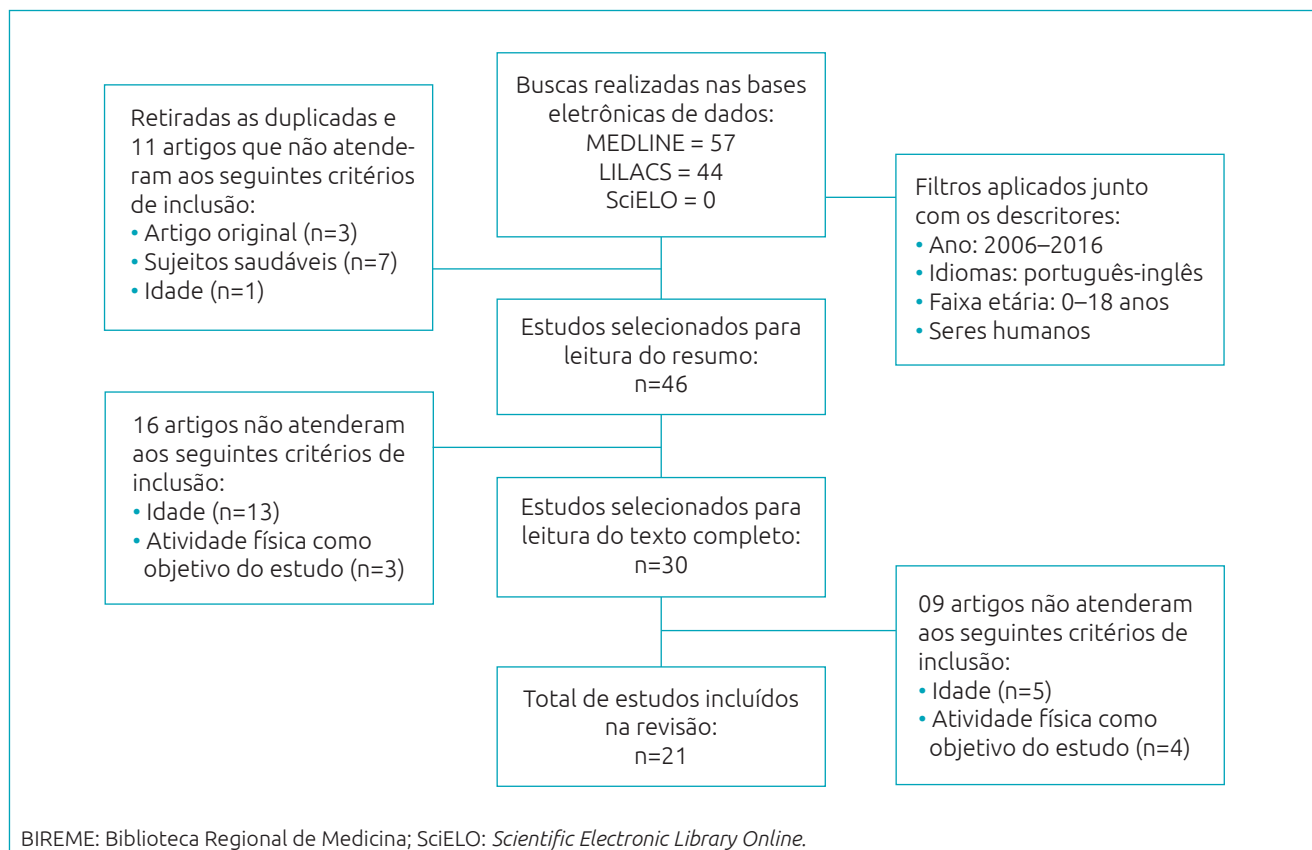 Buscas realizadas nas bases
eletrônicas de dados:
MEDLINE = 57
LILACS = 44
SciELO = 0
Retiradas as duplicadas e
11 artigos que não atende-
ram aos seguintes critérios
de inclusão:
• Artigo original (n=3)
• Sujeitos saudáveis (n=7)
• Idade (n=1)
Filtros aplicados junto
com os descritores:
• Ano: 2006–2016
• Idiomas: português-inglês
• Faixa etária: 0–18 anos
• Seres humanos
Estudos selecionados para
leitura do resumo:
n=46
16 artigos não atenderam
aos seguintes critérios de
inclusão:
• Idade (n=13)
• Atividade física como
objetivo do estudo (n=3)
Estudos selecionados para
leitura do texto completo:
n=30
09 artigos não atenderam
aos seguintes critérios de
inclusão:
• Idade (n=5)
• Atividade física como
objetivo do estudo (n=4)
Total de estudos incluídos
na revisão:
n=21
BIREME: Biblioteca Regional de Medicina; SciELO: Scientific Electronic Library Online.